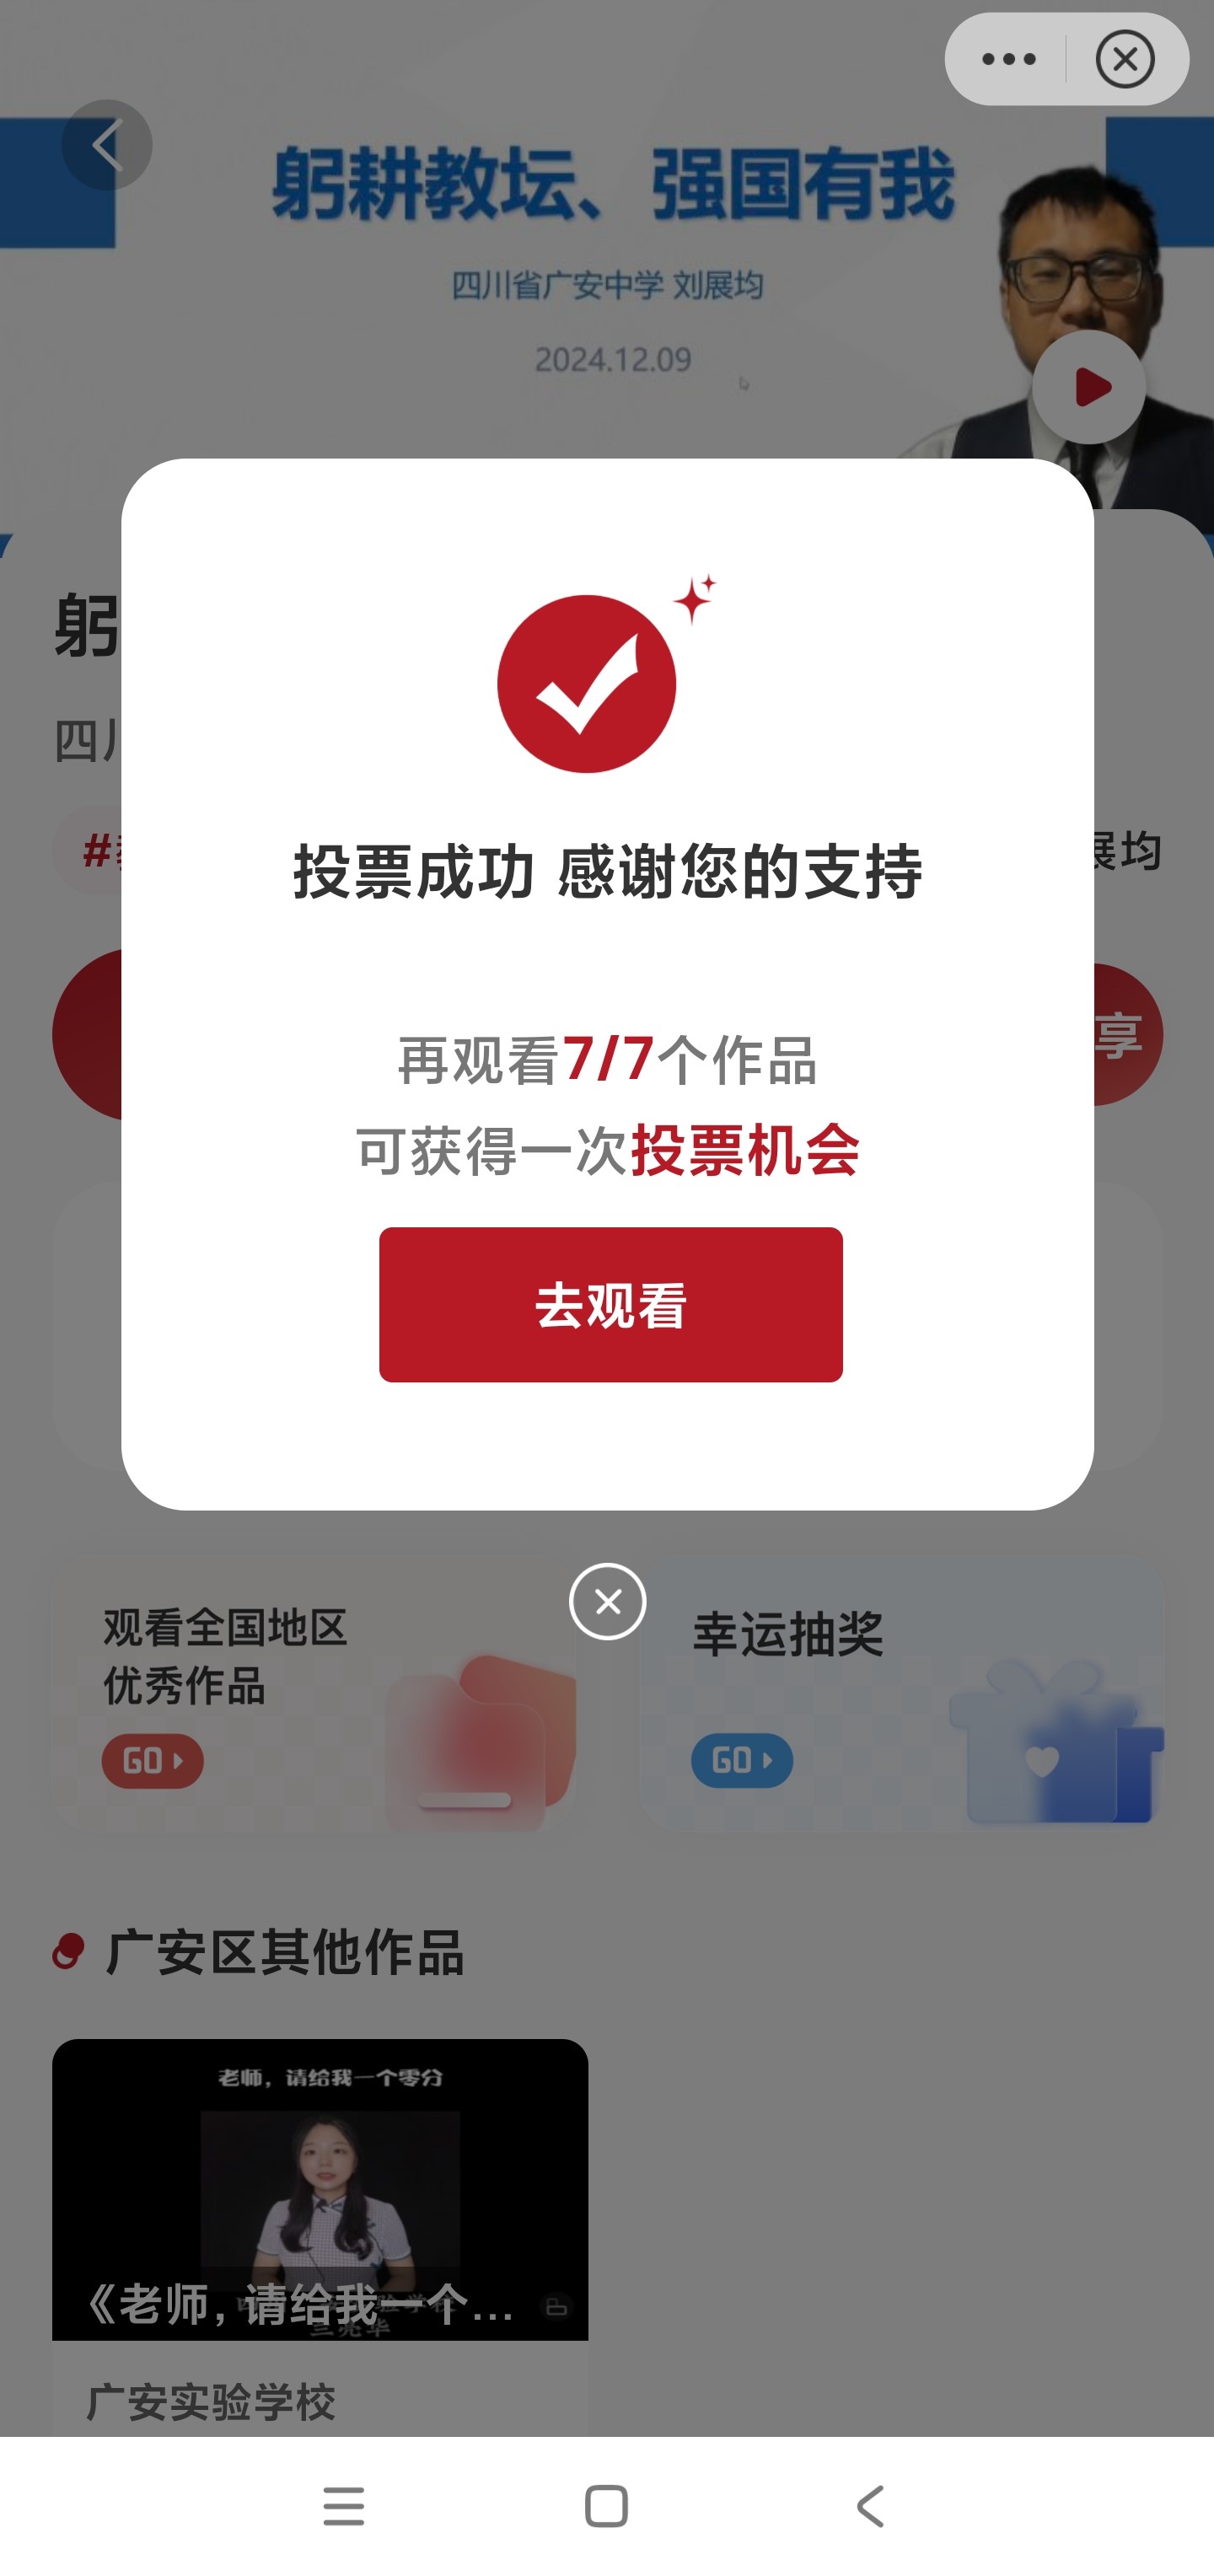 躬耕教坛、强国有我
四川省广安中学 刘展均
2024.12.09
躬
四川
#
展均
享
投票成功 感谢您的支持
再观看7/7个作品
可获得一次投票机会
去观看
观看全国地区
优秀作品
GO
幸运抽奖
GO
广安区其他作品
老师，请给我一个零分
《老师，请给我一个...
兰亮华
广安实验学校